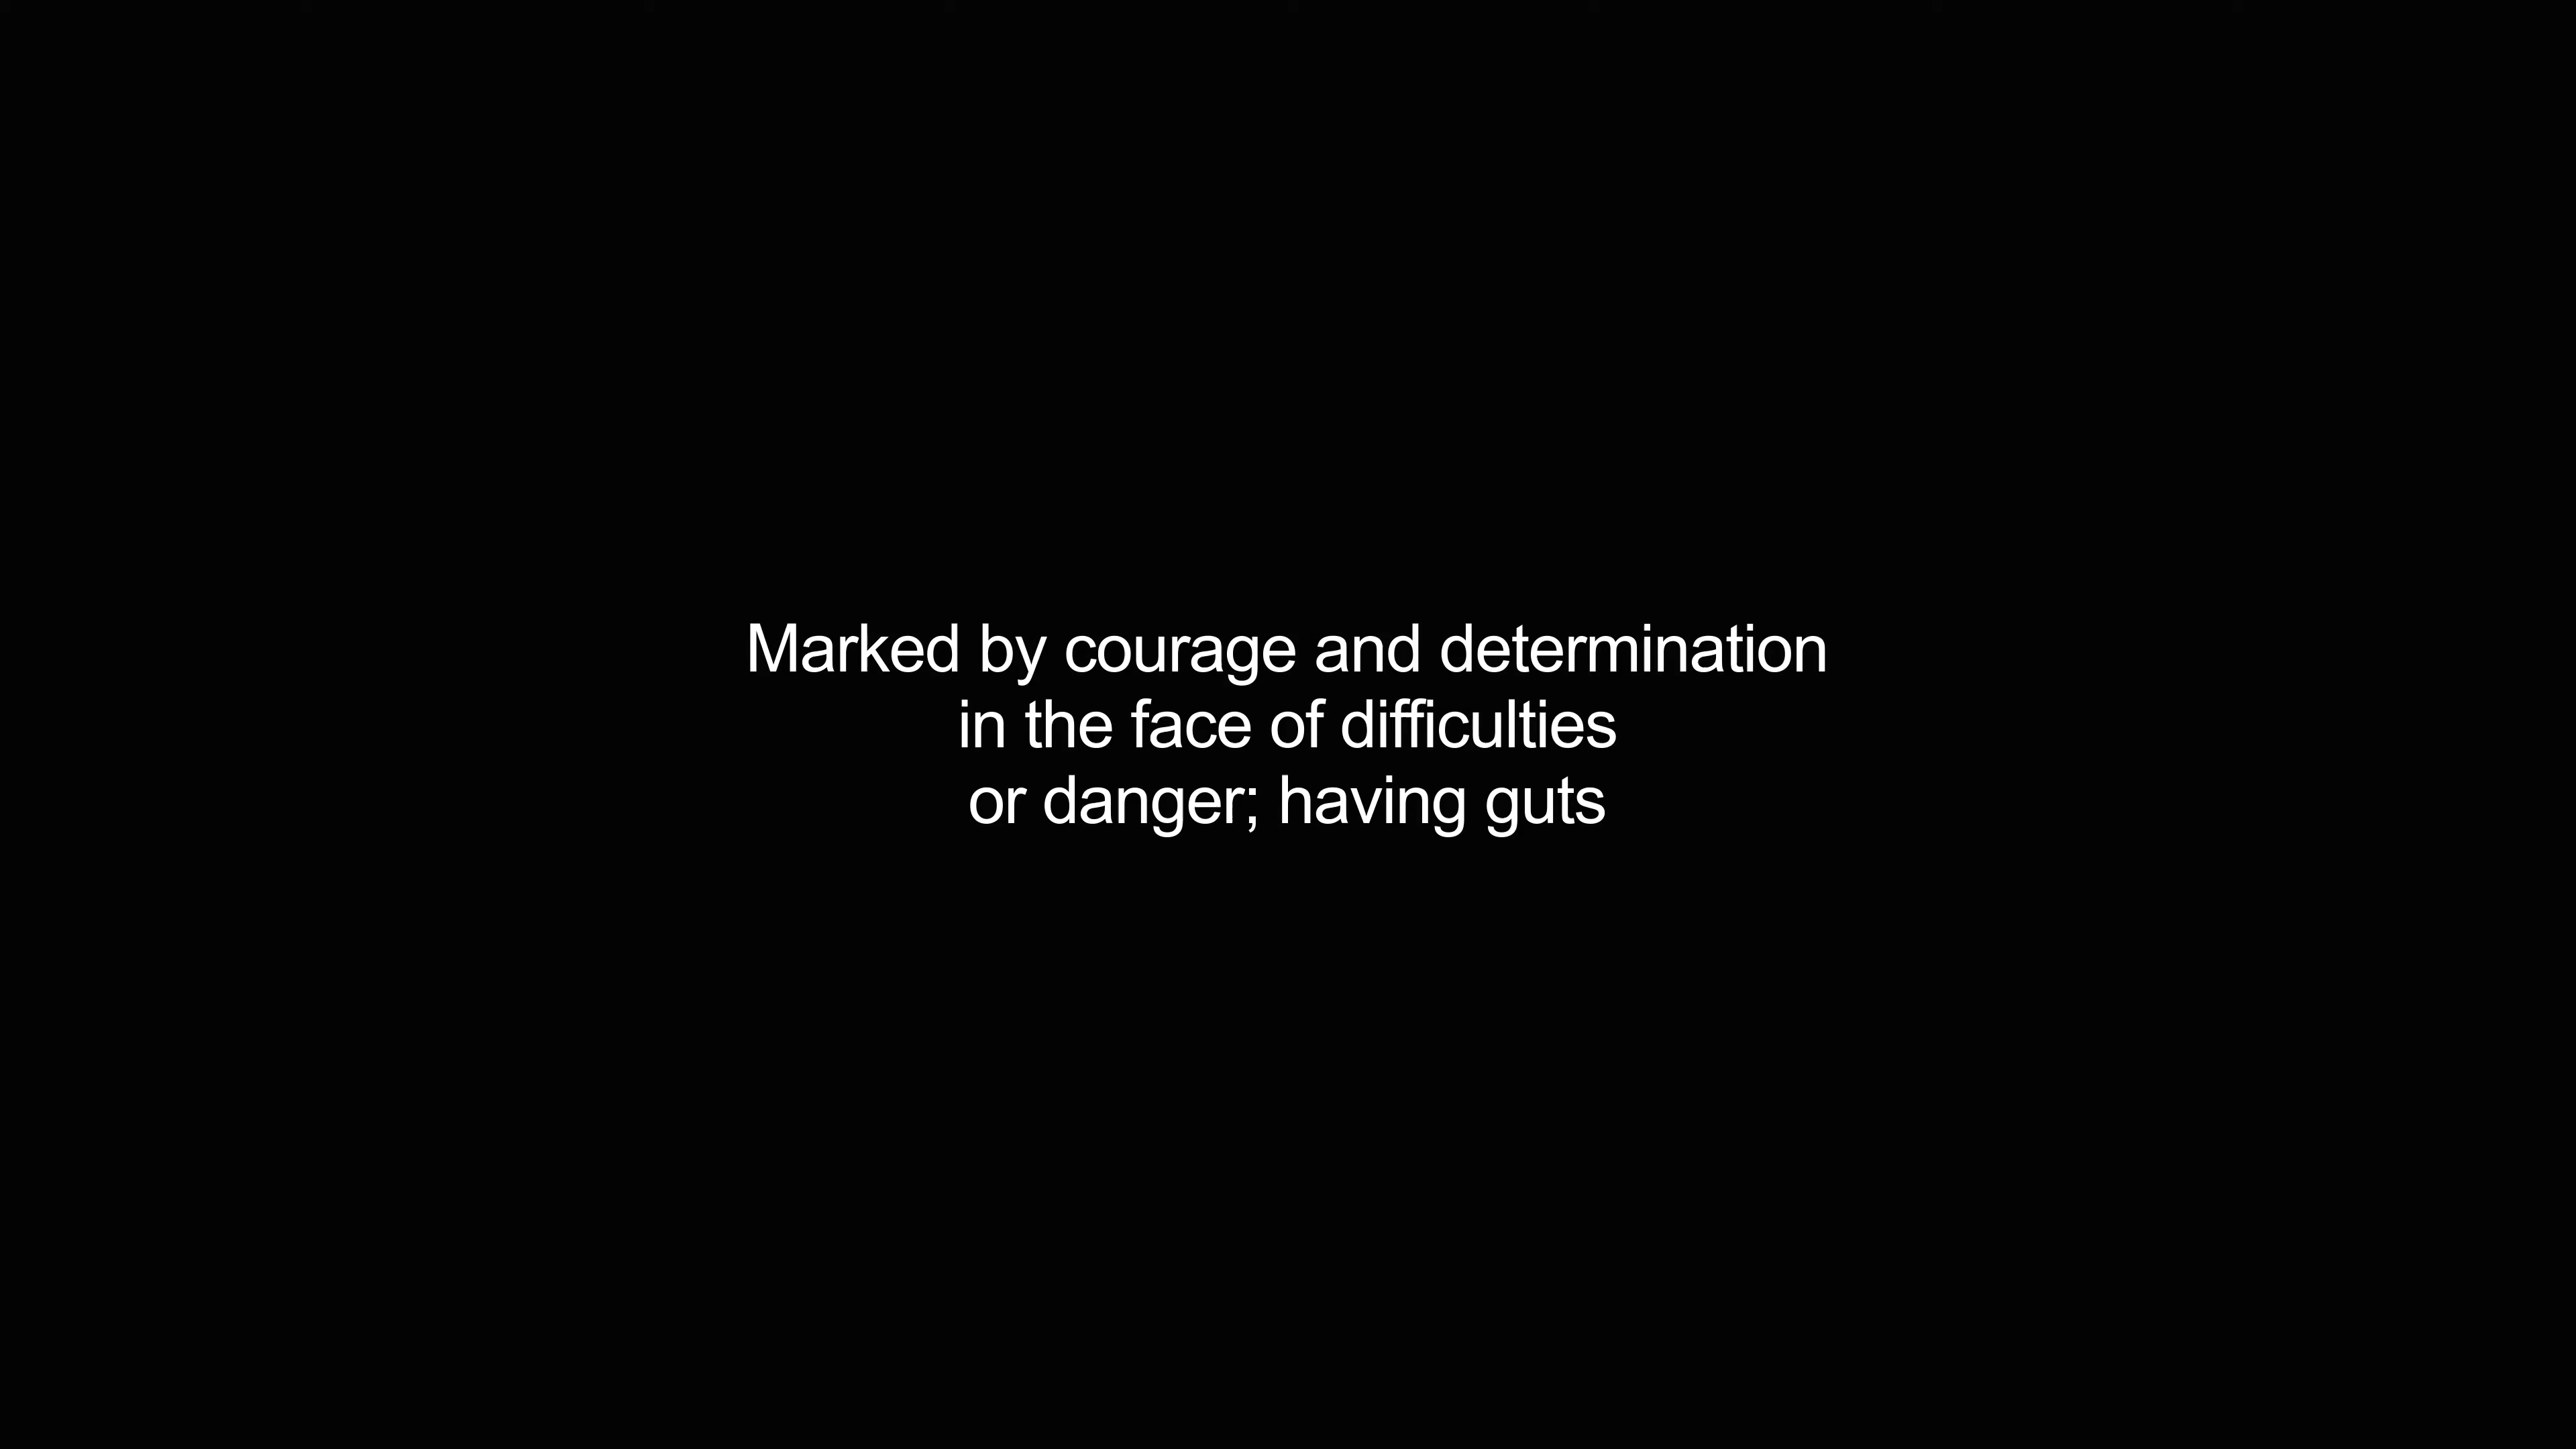 Marked by courage and determination
in the face of difficulties
or danger; having guts